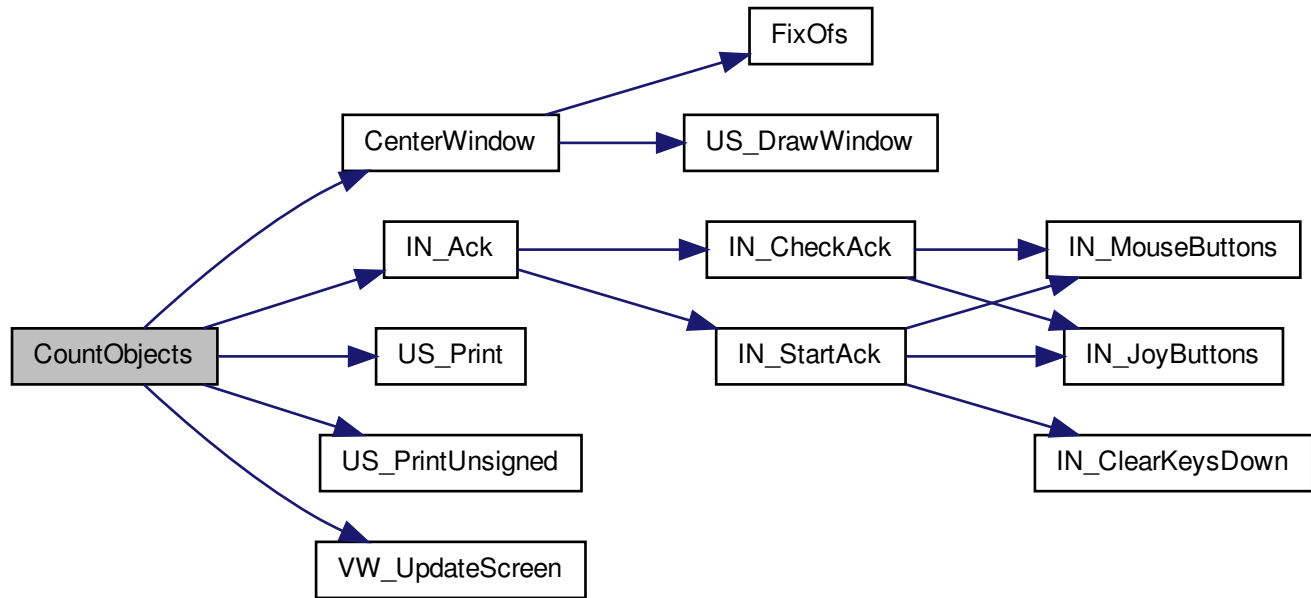 FixOfs
CenterWindow
US_DrawWindow
IN_Ack
IN_CheckAck
IN_MouseButtons
CountObjects
US_Print
IN_StartAck
IN_JoyButtons
US_PrintUnsigned
IN_ClearKeysDown
VW_UpdateScreen